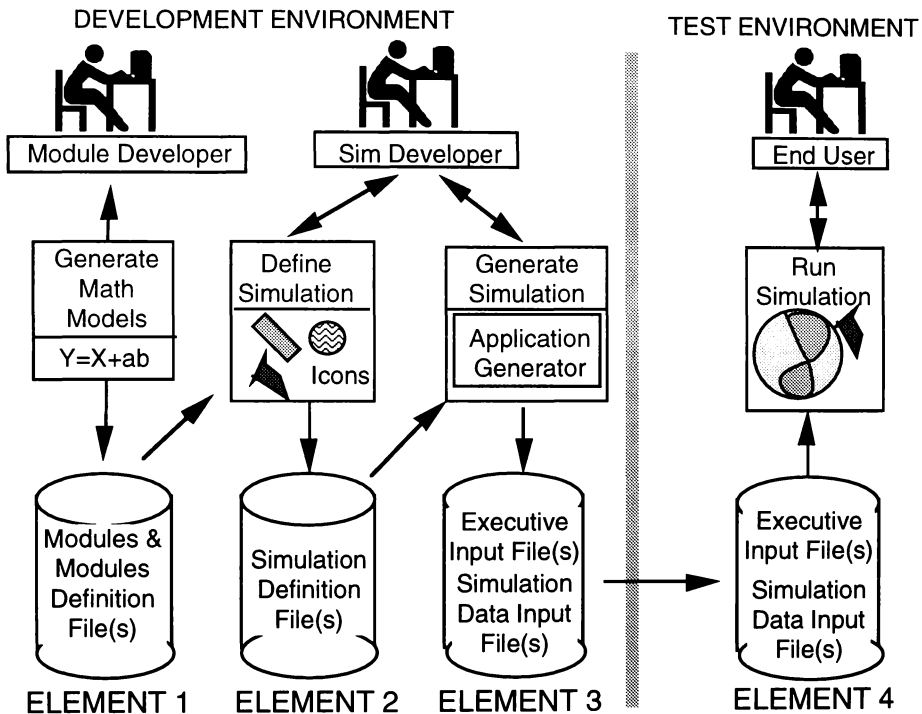 DEVELOPMENT ENVIRONMENT
TEST ENVIRONMENT
Module Developer
Sim Developer
End User
Generate
Math
Models
Y=X+ab
Define
Simulation
Icons
Generate
Simulation
Application
Generator
Run
Simulation
Modules &
Modules
Definition
File(s)
Simulation
Definition
File(s)
Executive
Input File(s)
Simulation
Data Input
File(s)
Executive
Input File(s)
Simulation
Data Input
File(s)
ELEMENT 1
ELEMENT 2
ELEMENT 3
ELEMENT 4